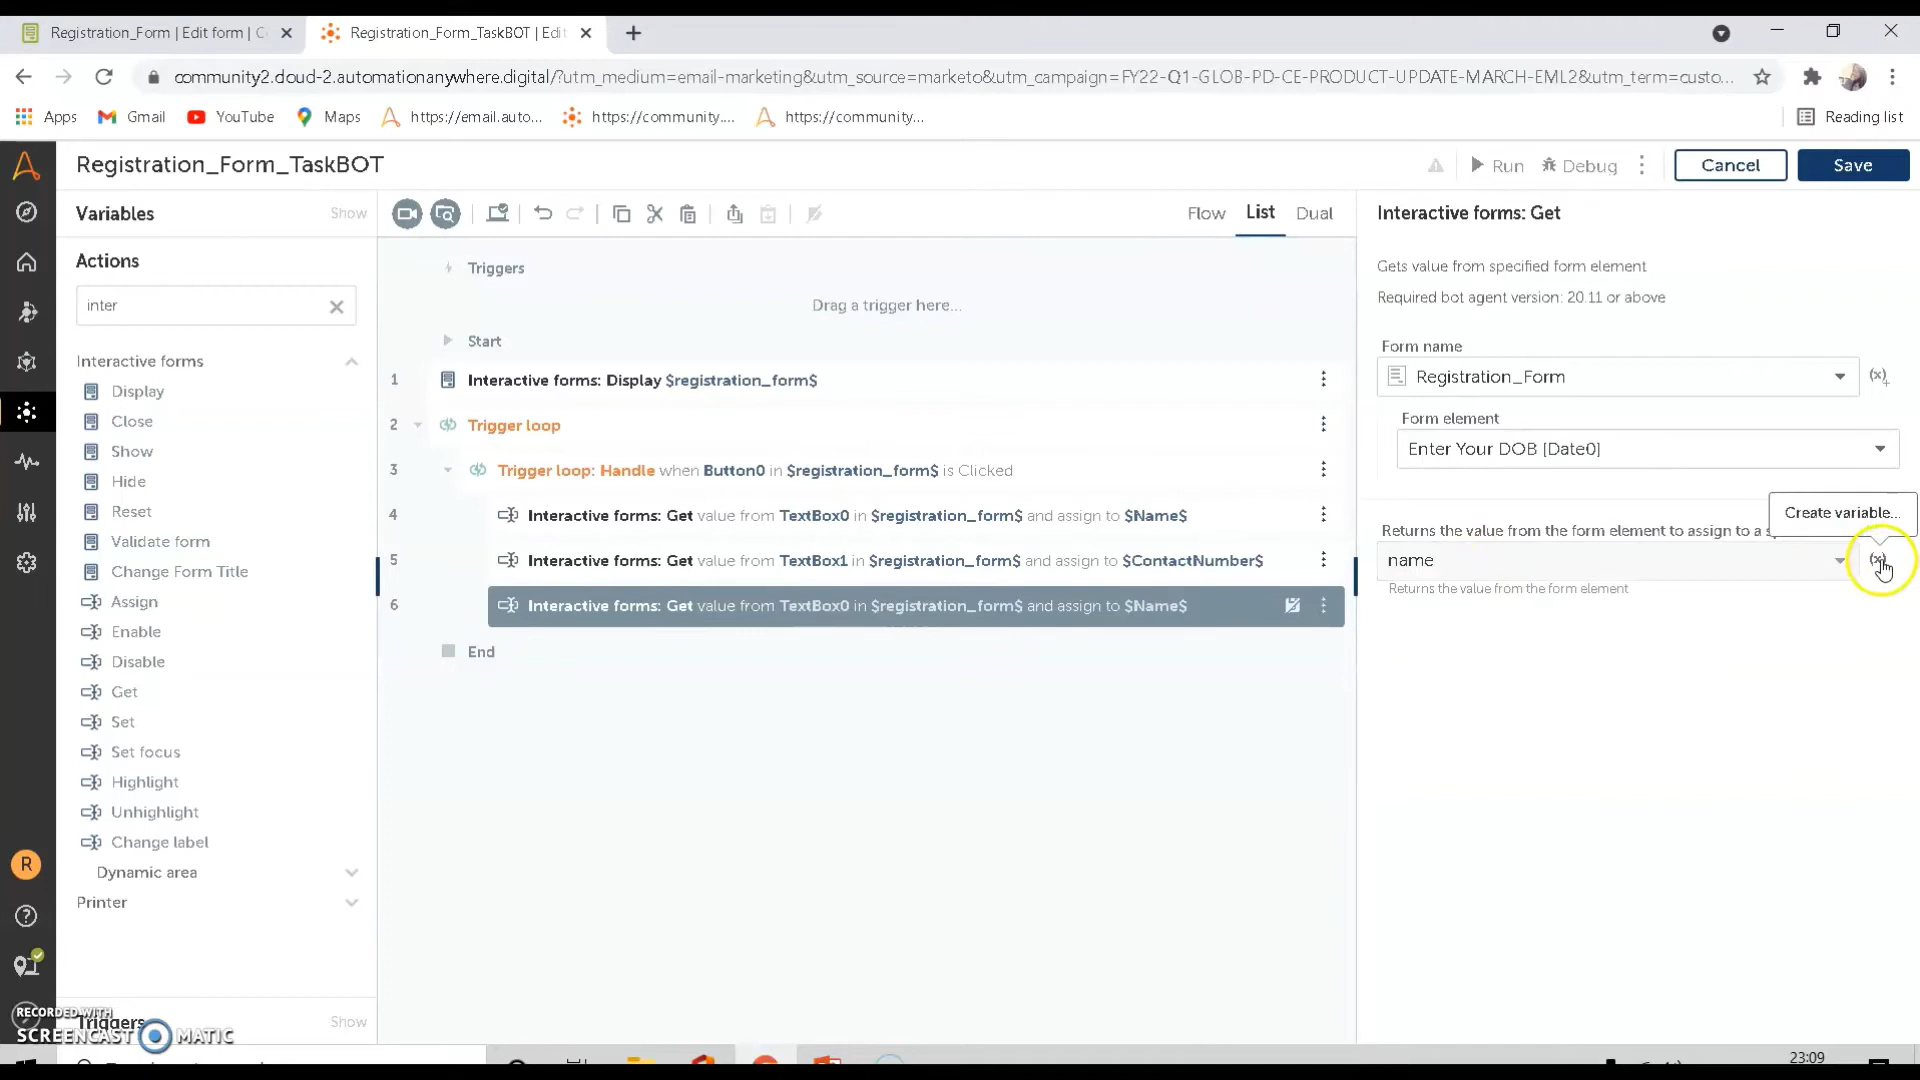 Registration_Form | Edit form | C
Registration_Form_TaskBOT | Edit
community2.cloud-2.automationanywhere.digital/?utm_medium=email-marketing&utm_source=marketo&utm_campaign=FY22-Q1-GLOB-PD-CE-PRODUCT-UPDATE-MARCH-EML2&utm_term=custo...
Apps Gmail YouTube Maps https://email.auto... https://community.... https://community... Reading list
Registration_Form_TaskBOT Run Debug Cancel Save
Variables Show
Flow List Dual
Interactive forms: Get
Actions
inter
Interactive forms
Display
Close
Show
Hide
Reset
Validate form
Change Form Title
Assign
Enable
Disable
Get
Set
Set focus
Highlight
Unhighlight
Change label
Dynamic area
Printer
Triggers Show
Triggers
Drag a trigger here...
Start
1 Interactive forms: Display $registration_form$
2 Trigger loop
3 Trigger loop: Handle when Button0 in $registration_form$ is Clicked
4 Interactive forms: Get value from TextBox0 in $registration_form$ and assign to $Name$
5 Interactive forms: Get value from TextBox1 in $registration_form$ and assign to $ContactNumber$
6 Interactive forms: Get value from TextBox0 in $registration_form$ and assign to $Name$
End
Gets value from specified form element
Required bot agent version: 20.11 or above
Form name
Registration_Form
Form element
Enter Your DOB [Date0]
Create variable...
Returns the value from the form element to assign to a s
name
(x)
Returns the value from the form element
R
RECORDED WITH
SCREENCAST MATIC
23:09